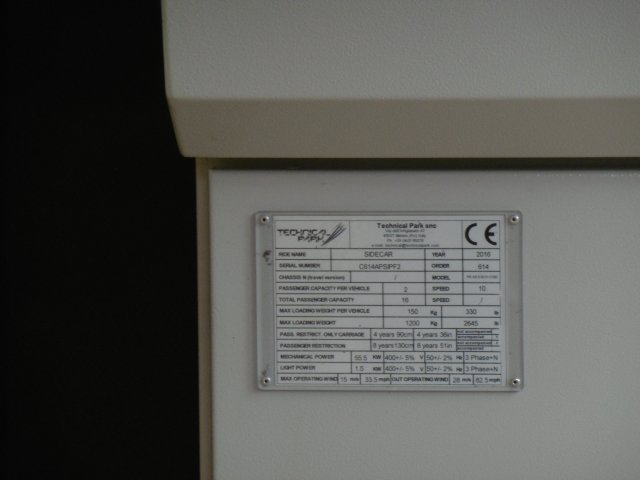 TECHNICAL PARK
Technical Park snc
CE
RIDE NAME SIDECAR YEAR 2016
SERIAL NUMBER C614APSIPF2 ORDER 614
CHASSIS N (travel version) / MODEL
PASSENGER CAPACITY PER VEHICLE 2 SPEED 10
TOTAL PASSENGER CAPACITY 16 SPEED /
MAX LOADING WEIGHT PER VEHICLE 150 Kg 330 lb
MAX LOADING WEIGHT 1200 Kg 2645 lb
PASS. RESTRICT. ONLY CARRIAGE 4 years 90cm 4 years 36in not accompanied
PASSENGER RESTRICTION 8 years 130cm 8 years 51in
MECHANICAL POWER 55.5 KW 400+/- 5% V 50+/- 2% Hz 3 Phase+N
LIGHT POWER 1.5 KW 400+/- 5% V 50+/- 2% Hz 3 Phase+N
MAX OPERATING WIND 15 m/s 33.5 mph OUT OPERATING WIND 28 m/s 62.5 mph